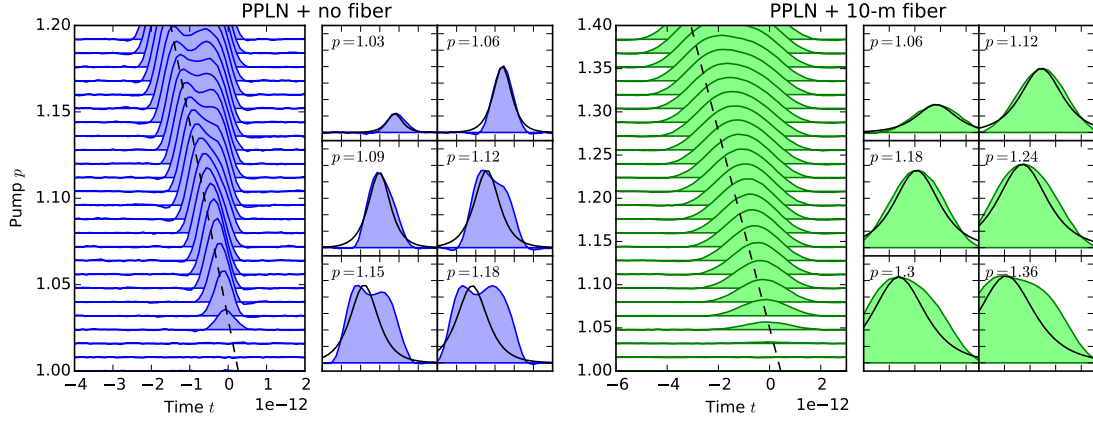 PPLN + no fiber
Pump p
1.20
1.15
1.10
1.05
1.00
−4 −3 −2 −1 0 1 2
Time t
1e−12
p=1.03
p=1.06
p=1.09
p=1.12
p=1.15
p=1.18
PPLN + 10-m fiber
1.40
1.35
1.30
1.25
1.20
1.15
1.10
1.05
1.00
−6 −4 −2 0 2
Time t
1e−12
p=1.06
p=1.12
p=1.18
p=1.24
p=1.3
p=1.36